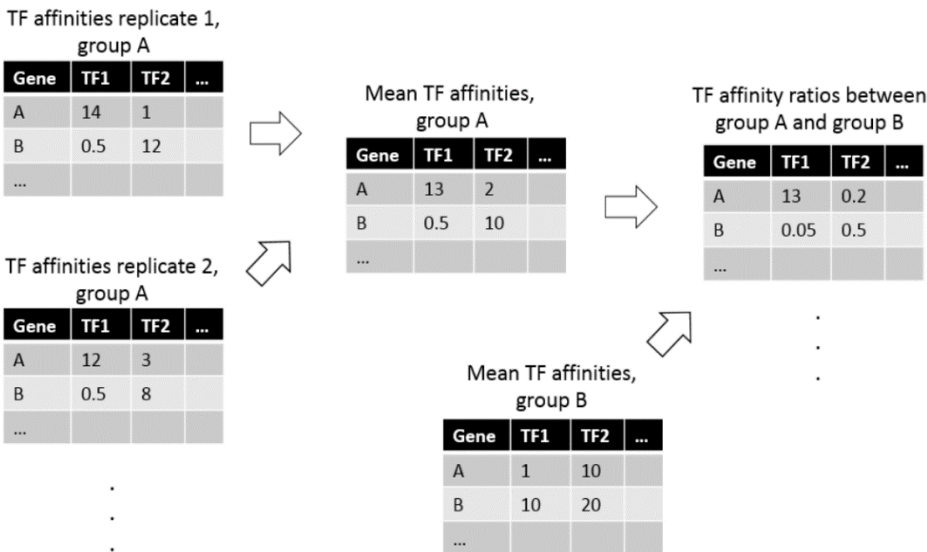 TF affinities replicate 1,
group A
Gene TF1 TF2 ...
A 14 1
B 0.5 12
...
TF affinities replicate 2,
group A
Gene TF1 TF2 ...
A 12 3
B 0.5 8
...
.
.
.
Mean TF affinities,
group A
Gene TF1 TF2 ...
A 13 2
B 0.5 10
...
Mean TF affinities,
group B
Gene TF1 TF2 ...
A 1 10
B 10 20
...
TF affinity ratios between
group A and group B
Gene TF1 TF2 ...
A 13 0.2
B 0.05 0.5
...
.
.
.